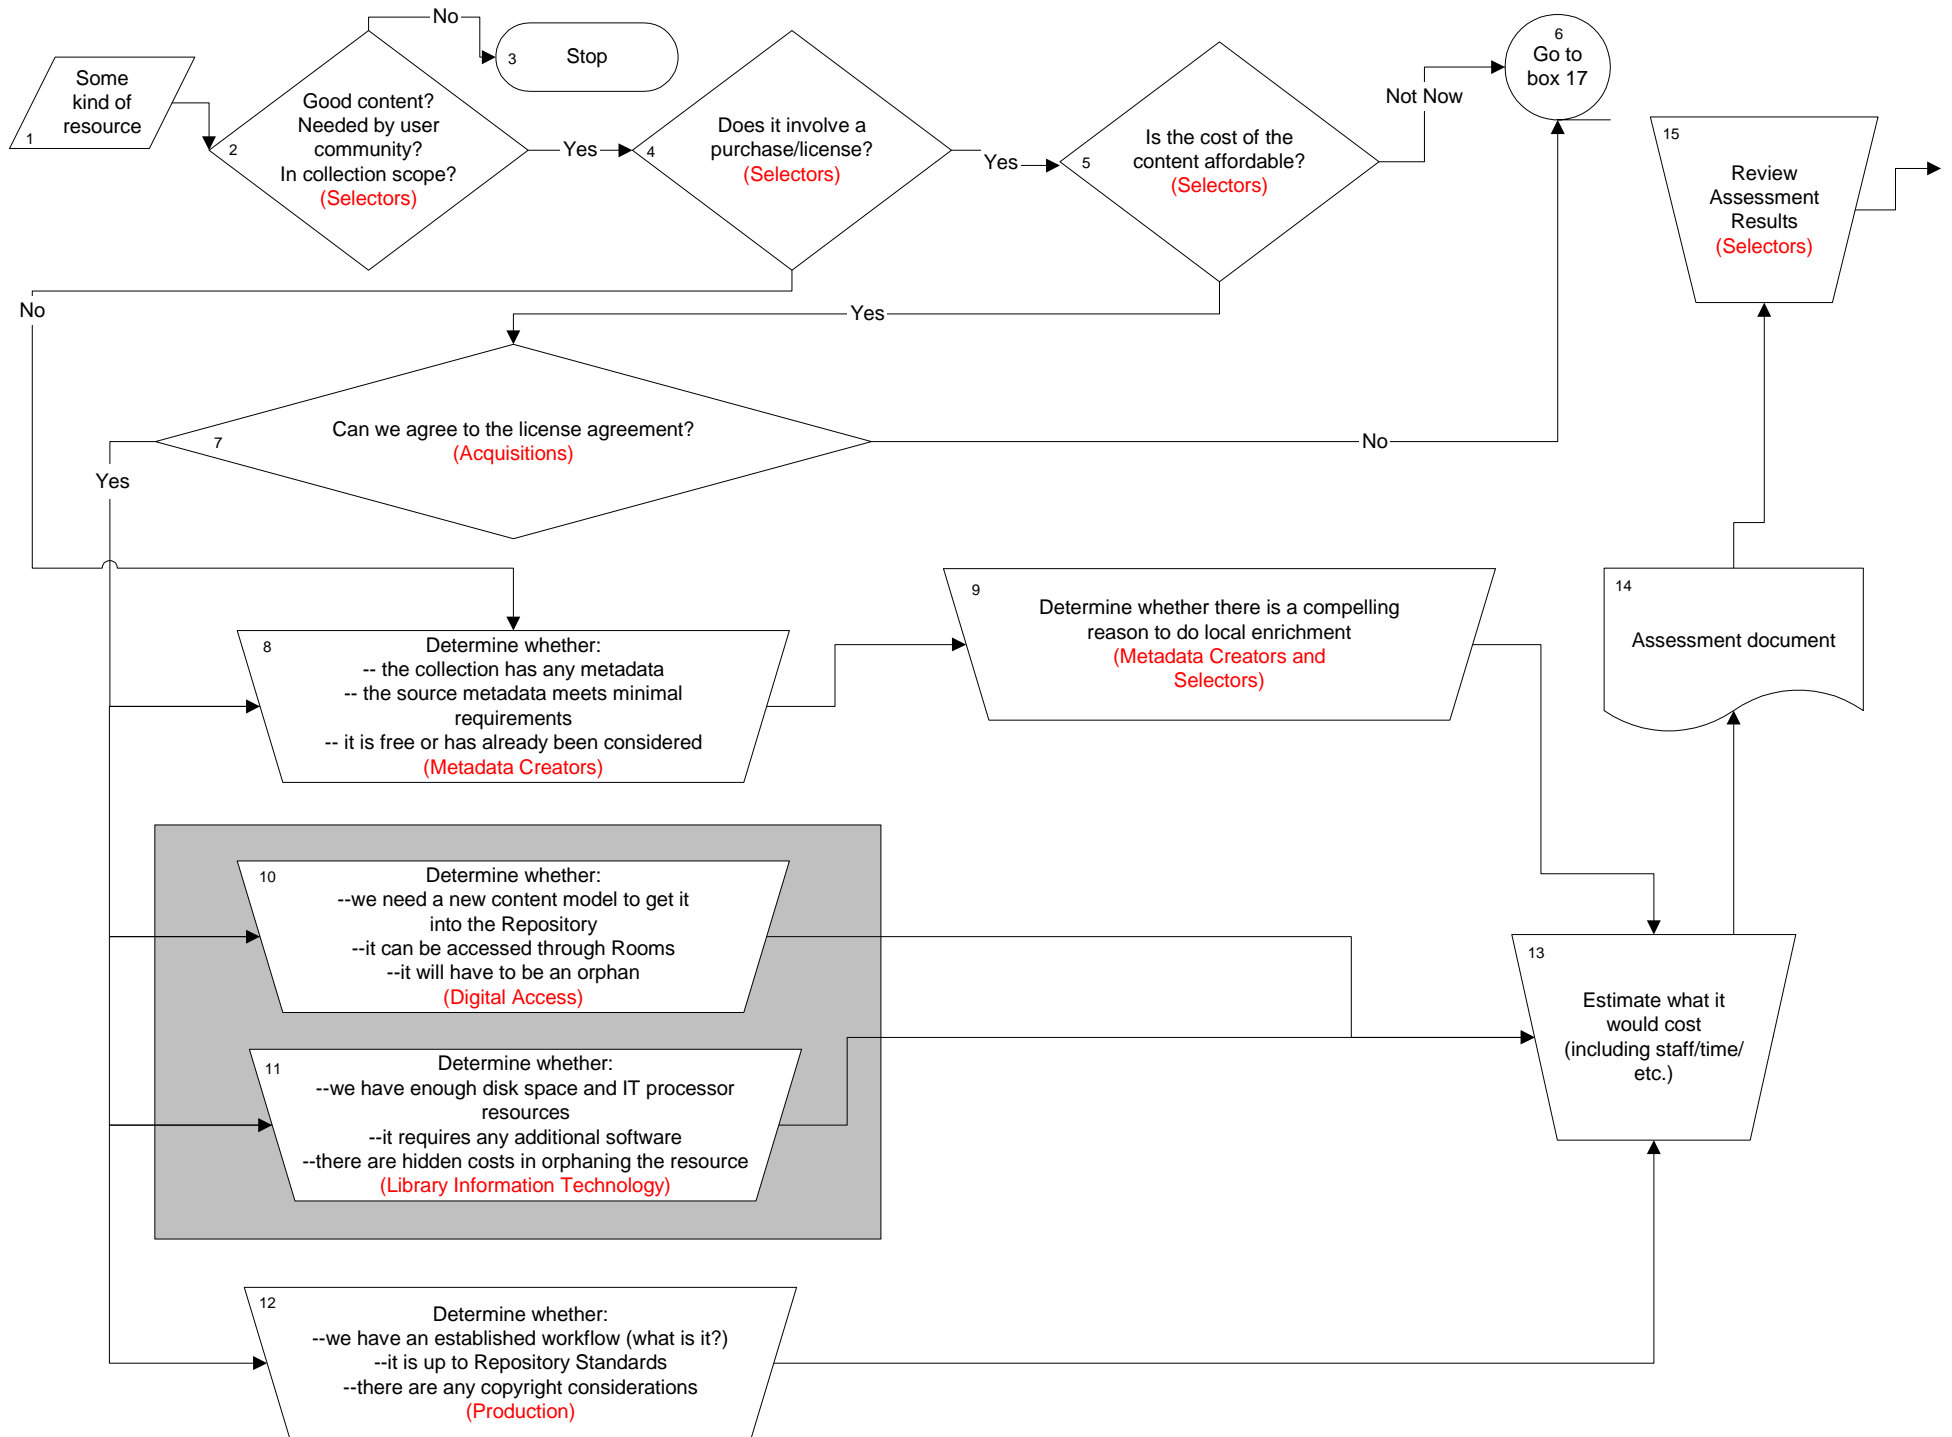 1
Some
kind of
resource
2
Good content?
Needed by user
community?
In collection scope?
(Selectors)
No
3
Stop
Yes
4
Does it involve a
purchase/license?
(Selectors)
Yes
5
Is the cost of the
content affordable?
(Selectors)
Not Now
6
Go to
box 17
15
Review
Assessment
Results
(Selectors)
No
Yes
7
Can we agree to the license agreement?
(Acquisitions)
No
Yes
8
Determine whether:
-- the collection has any metadata
-- the source metadata meets minimal
requirements
-- it is free or has already been considered
(Metadata Creators)
9
Determine whether there is a compelling
reason to do local enrichment
(Metadata Creators and
Selectors)
14
Assessment document
10
Determine whether:
--we need a new content model to get it
into the Repository
--it can be accessed through Rooms
--it will have to be an orphan
(Digital Access)
11
Determine whether:
--we have enough disk space and IT processor
resources
--it requires any additional software
--there are hidden costs in orphaning the resource
(Library Information Technology)
13
Estimate what it
would cost
(including staff/time/
etc.)
12
Determine whether:
--we have an established workflow (what is it?)
--it is up to Repository Standards
--there are any copyright considerations
(Production)